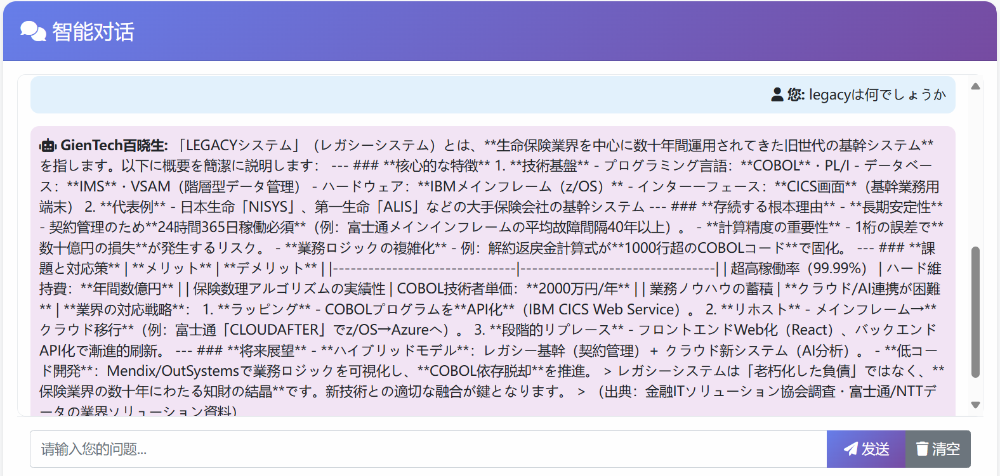 智能对话
您: legacyは何でしょうか
GienTech百晓生: 「LEGACYシステム」（レガシーシステム）とは、**生命保険業界を中心に数十年間運用されてきた旧世代の基幹システム**
を指します。以下に概要を簡潔に説明します： --- ### **核心的な特徴** 1. **技術基盤** - プログラミング言語：**COBOL**・PL/I - データベー
ス：**IMS**・VSAM（階層型データ管理） - ハードウェア：**IBMメインフレーム（z/OS）** - インターーフェース：**CICS画面**（基幹業務用
端末） 2. **代表例** - 日本生命「NISYS」、第一生命「ALIS」などの大手保険会社の基幹システム --- ### **存続する根本理由** - **長期安定性**
- 契約管理のため**24時間365日稼働必須**（例：富士通メインインフレームの平均故障間隔40年以上）。 - **計算精度の重要性** - 1桁の誤差で**
数十億円の損失**が発生するリスク。 - **業務ロジックの複雑化** - 例：解約返戻金計算式が**1000行超のCOBOLコード**で固化。 --- ### **課
題と対応策** | **メリット** | **デメリット** | |-------------------------------|---------------------------------| | 超高稼働率（99.99%） | ハード維
持費：**年間数億円** | | 保険数理アルゴリズムの実績性 | COBOL技術者単価：**2000万円/年** | | 業務ノウハウの蓄積 | **クラウド/AI連携が困難
** | **業界の対応戦略**： 1. **ラッピング** - COBOLプログラムを**API化**（IBM CICS Web Service）。 2. **リホスト** - メインフレーム→**
クラウド移行**（例：富士通「CLOUDAFTER」でz/OS→Azureへ）。 3. **段階的リプレース** - フロントエンドWeb化（React）、バックエンド
API化で漸進的刷新。 --- ### **将来展望** - **ハイブリッドモデル**：レガシー基幹（契約管理）+ クラウド新システム（AI分析）。 - **低コー
ド開発**：Mendix/OutSystemsで業務ロジックを可視化し、**COBOL依存脱却**を推進。 > レガシーシステムは「老朽化した負債」ではなく、**
保険業界の数十年にわたる知財の結晶**です。新技術との適切な融合が鍵となります。 > （出典：金融ITソリューション協会調査・富士通/NTTデ
ータの業界ソリューション資料）
请输入您的问题...
发送
清空